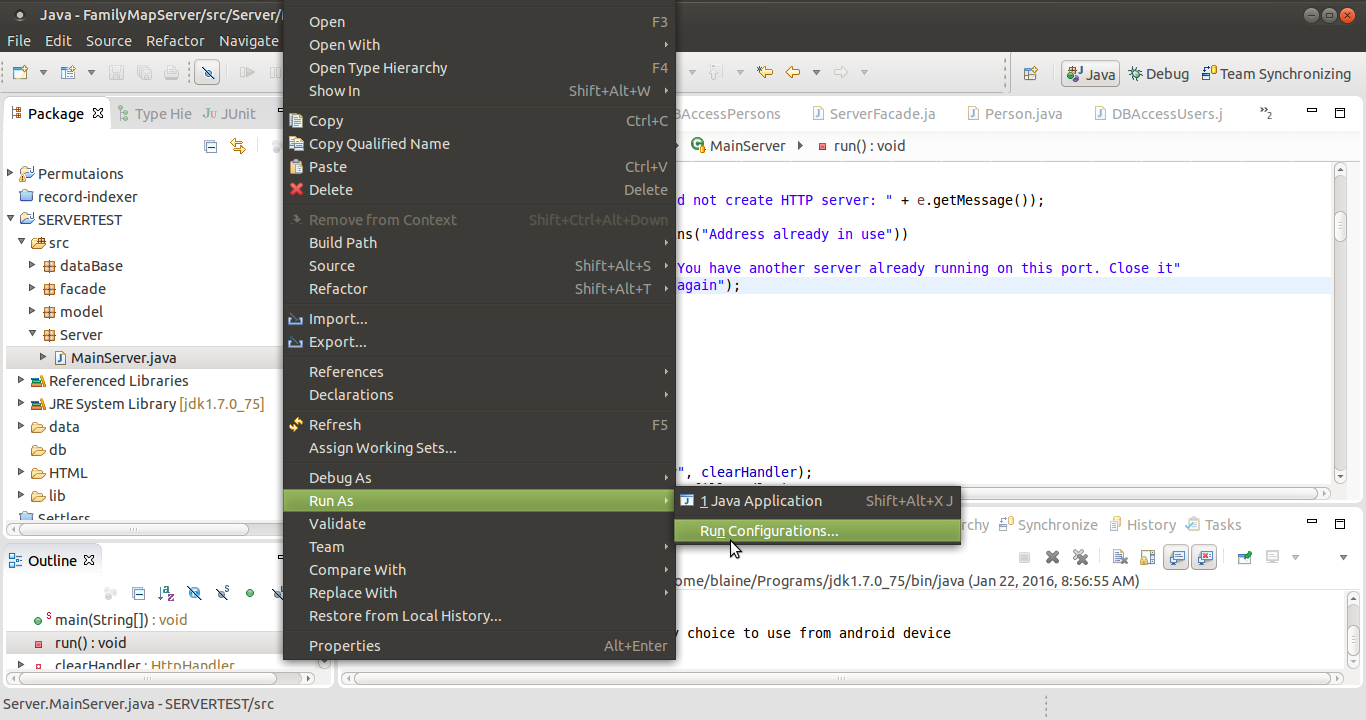 Java - FamilyMapServer/src/Server/
File Edit Source Refactor Navigate
Java Debug Team Synchronizing
Package Type Hie JUnit
Permutaions
record-indexer
SERVERTEST
src
dataBase
facade
model
Server
MainServer.java
Referenced Libraries
JRE System Library [jdk1.7.0_75]
data
db
HTML
lib
Settlers
Outline
main(String[]) : void
run() : void
clearHandler : HttpHandler
Server.MainServer.java - SERVERTEST/src
Open F3
Open With
Open Type Hierarchy F4
Show In Shift+Alt+W
Copy Ctrl+C
Copy Qualified Name
Paste Ctrl+V
Delete Delete
Remove from Context Shift+Ctrl+Alt+Down
Build Path
Source Shift+Alt+S
Refactor Shift+Alt+T
Import...
Export...
References
Declarations
Refresh F5
Assign Working Sets...
Debug As
Run As
Validate
Team
Compare With
Replace With
Restore from Local History...
Properties Alt+Enter
1 Java Application Shift+Alt+X J
Run Configurations...
BAccessPersons ServerFacade.ja Person.java DBAccessUsers.j »2
MainServer run() : void
d not create HTTP server: " + e.getMessage());
ns("Address already in use"))
You have another server already running on this port. Close it"
again");
", clearHandler);
rchy Synchronize History Tasks
ome/blaine/Programs/jdk1.7.0_75/bin/java (Jan 22, 2016, 8:56:55 AM)
y choice to use from android device